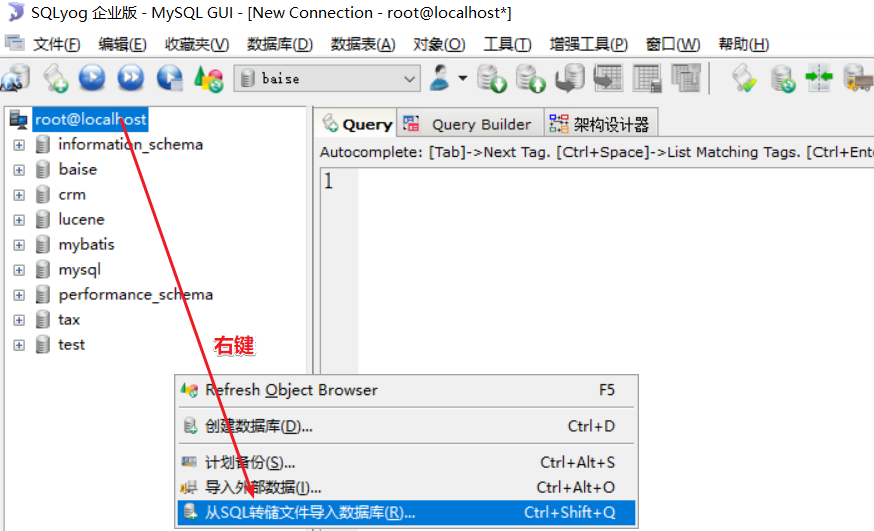 SQLyog 企业版 - MySQL GUI - [New Connection - root@localhost*]
文件(F) 编辑(E) 收藏夹(V) 数据库(D) 数据表(A) 对象(O) 工具(T) 增强工具(P) 窗口(W) 帮助(H)
baise
root@localhost
information_schema
baise
crm
lucene
mybatis
mysql
performance_schema
tax
test
Query Query Builder 架构设计器
Autocomplete: [Tab]->Next Tag. [Ctrl+Space]->List Matching Tags. [Ctrl+Ente
1
右键
Refresh Object Browser F5
创建数据库(D)... Ctrl+D
计划备份(S)... Ctrl+Alt+S
导入外部数据(I)... Ctrl+Alt+O
从SQL转储文件导入数据库(R)... Ctrl+Shift+Q